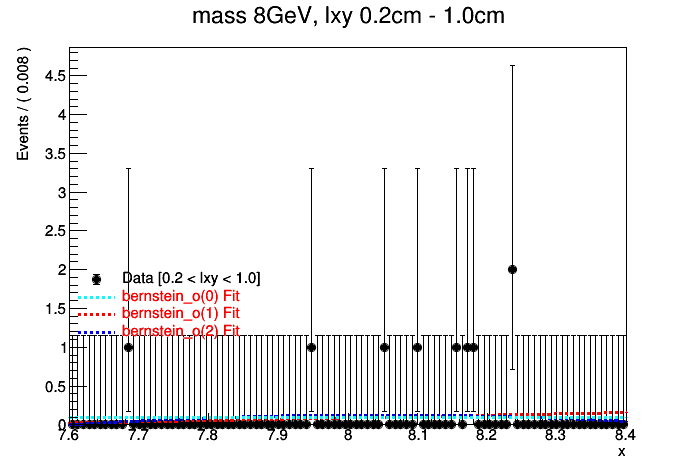 mass 8GeV, lxy 0.2cm - 1.0cm
Events / ( 0.008 )
4.5
4
3.5
3
2.5
2
1.5
1
0.5
0
Data [0.2 < lxy < 1.0]
bernstein_o(0) Fit
bernstein_o(1) Fit
bernstein_o(2) Fit
7.6 7.7 7.8 7.9 8 8.1 8.2 8.3 8.4
x